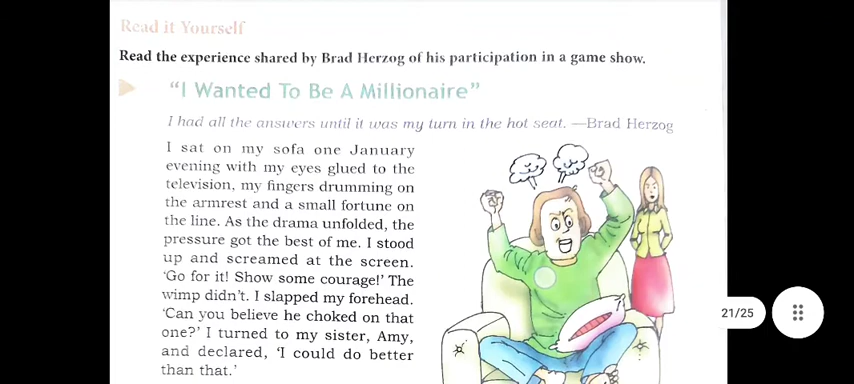 Read it Yourself
Read the experience shared by Brad Herzog of his participation in a game show.
“I Wanted To Be A Millionaire”
I had all the answers until it was my turn in the hot seat. —Brad Herzog
I sat on my sofa one January
evening with my eyes glued to the
television, my fingers drumming on
the armrest and a small fortune on
the line. As the drama unfolded, the
pressure got the best of me. I stood
up and screamed at the screen.
‘Go for it! Show some courage!’ The
wimp didn’t. I slapped my forehead.
‘Can you believe he choked on that
one?’ I turned to my sister, Amy,
and declared, ‘I could do better
than that.’
21/25